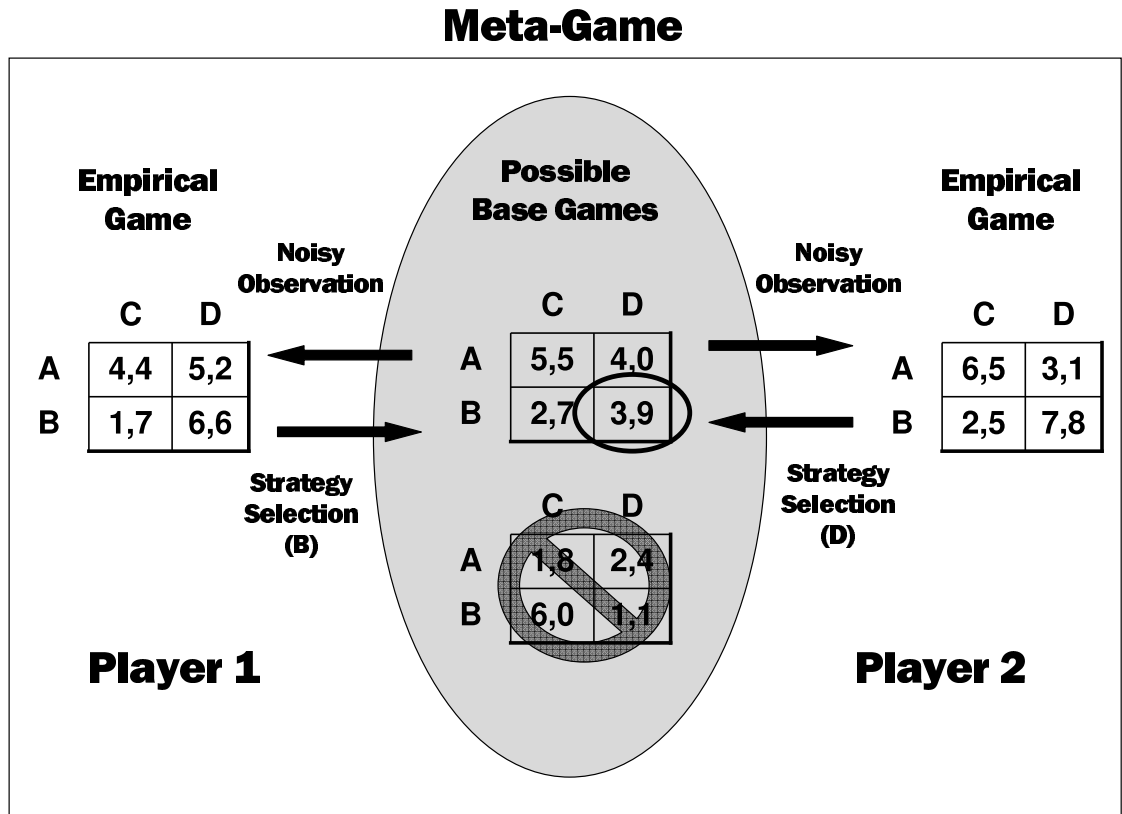 Meta-Game
Empirical
Game
Noisy
Observation
C D
A 4,4 5,2
B 1,7 6,6
Strategy
Selection
(B)
Player 1
Possible
Base Games
C D
A 5,5 4,0
B 2,7 3,9
C D
A 1,8 2,4
B 6,0 1,1
Empirical
Game
Noisy
Observation
C D
A 6,5 3,1
B 2,5 7,8
Strategy
Selection
(D)
Player 2